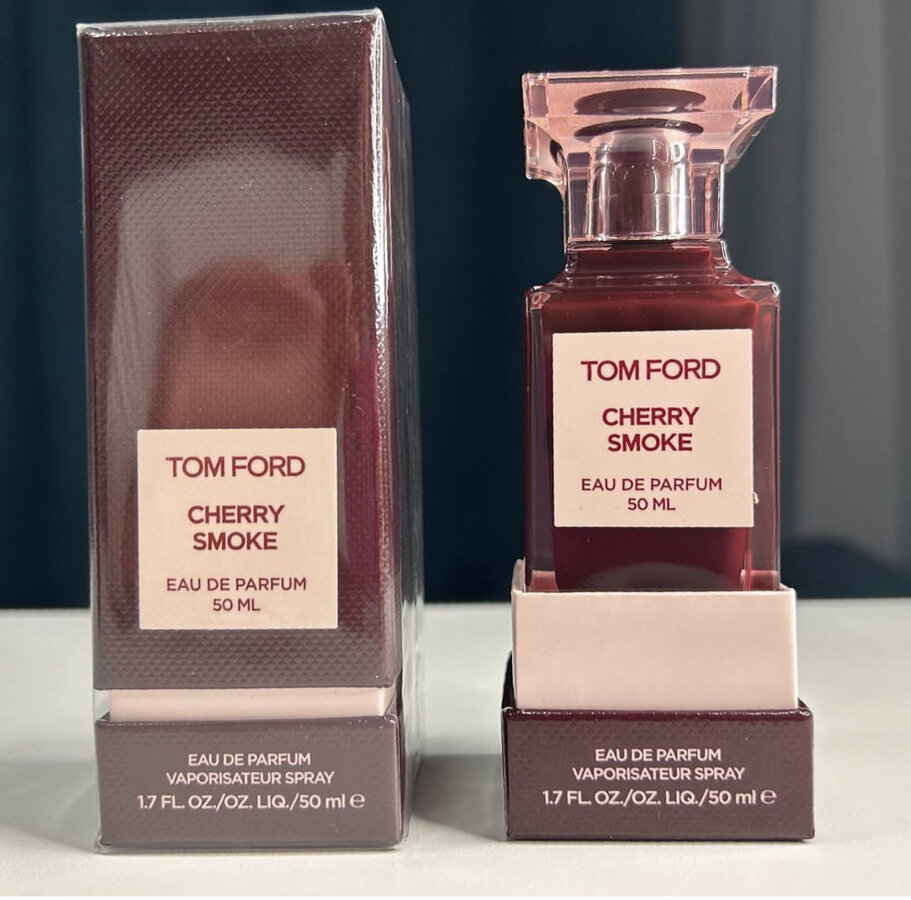 TOM FORD
CHERRY
SMOKE
EAU DE PARFUM
50 ML
EAU DE PARFUM
VAPORISATEUR SPRAY
1.7 FL. OZ./OZ. LIQ./50 ml ℮
TOM FORD
CHERRY
SMOKE
EAU DE PARFUM
50 ML
EAU DE PARFUM
VAPORISATEUR SPRAY
1.7 FL. OZ./OZ. LIQ./50 ml ℮